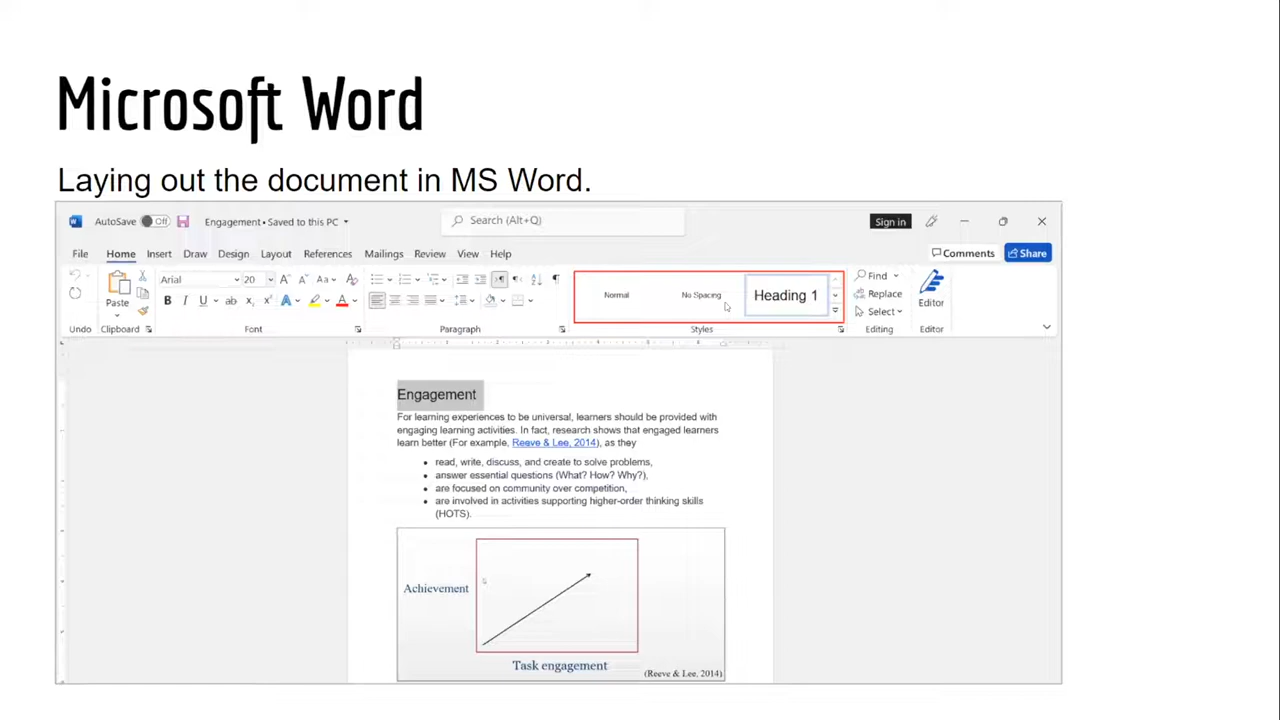 Microsoft Word
Laying out the document in MS Word.
AutoSave Off Engagement • Saved to this PC Search (Alt+Q) Sign in
File Home Insert Draw Design Layout References Mailings Review View Help Comments Share
Paste
Arial 20 A A Aa A
B I U ab x₂ x² A A
Normal No Spacing Heading 1
Find
Replace
Select
Editor
Undo Clipboard Font Paragraph Styles Editing Editor
Engagement
For learning experiences to be universal, learners should be provided with
engaging learning activities. In fact, research shows that engaged learners
learn better (For example, Reeve & Lee, 2014), as they
• read, write, discuss, and create to solve problems,
• answer essential questions (What? How? Why?),
• are focused on community over competition,
• are involved in activities supporting higher-order thinking skills
(HOTS).
Achievement
Task engagement
(Reeve & Lee, 2014)